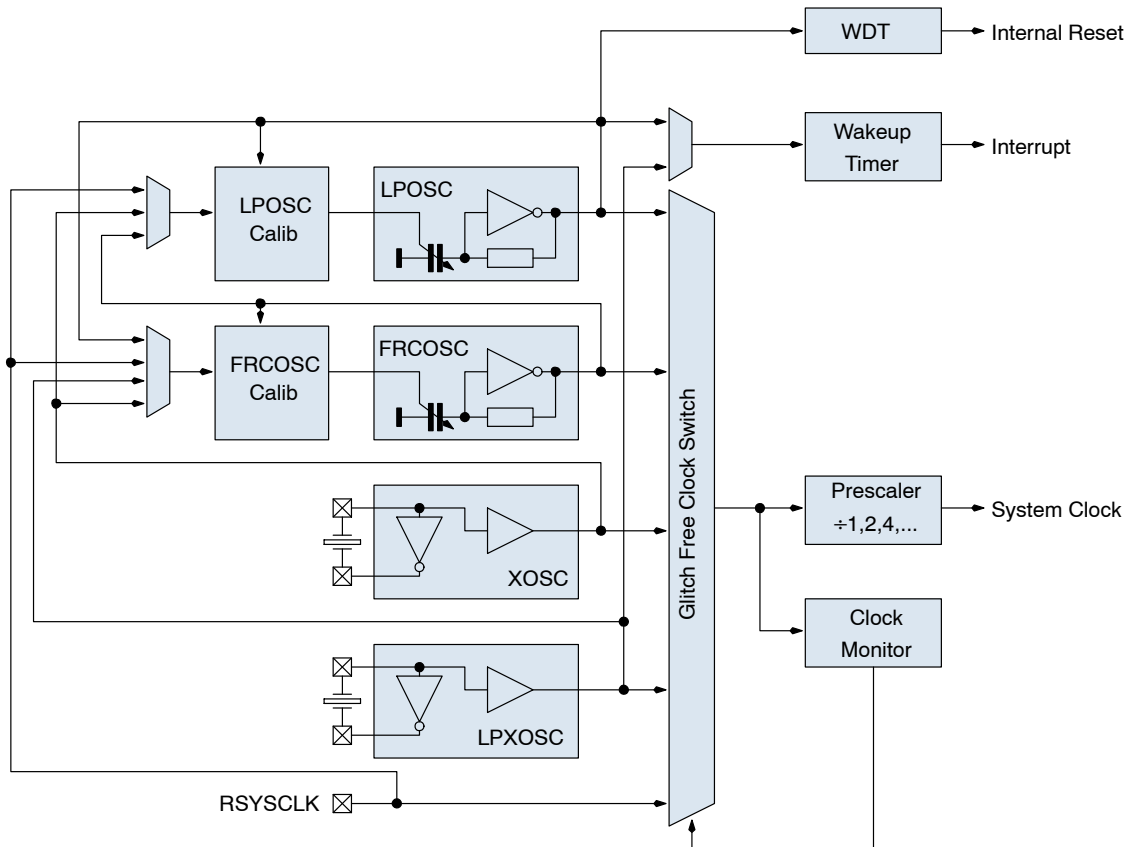 WDT
Internal Reset
Wakeup
Timer
Interrupt
LPOSC
Calib
LPOSC
FRCOSC
Calib
FRCOSC
XOSC
LPXOSC
RSYSCLK
Glitch Free Clock Switch
Prescaler
÷1,2,4,...
System Clock
Clock
Monitor